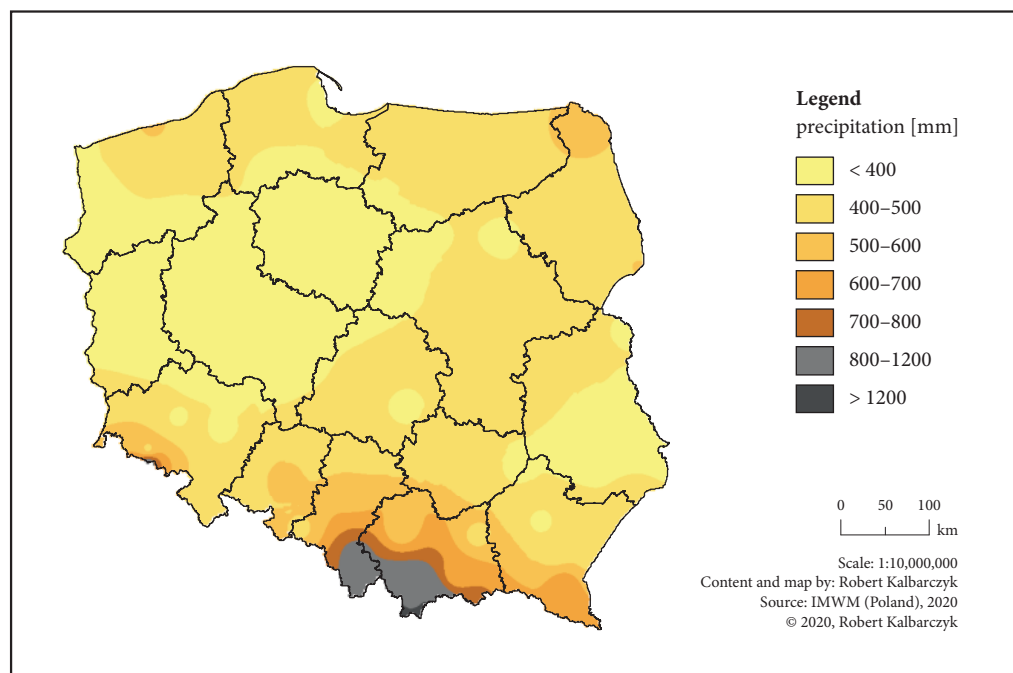 Legend
precipitation [mm]
< 400
400–500
500–600
600–700
700–800
800–1200
> 1200
0 50 100
km
Scale: 1:10,000,000
Content and map by: Robert Kalbarczyk
Source: IMWM (Poland), 2020
© 2020, Robert Kalbarczyk